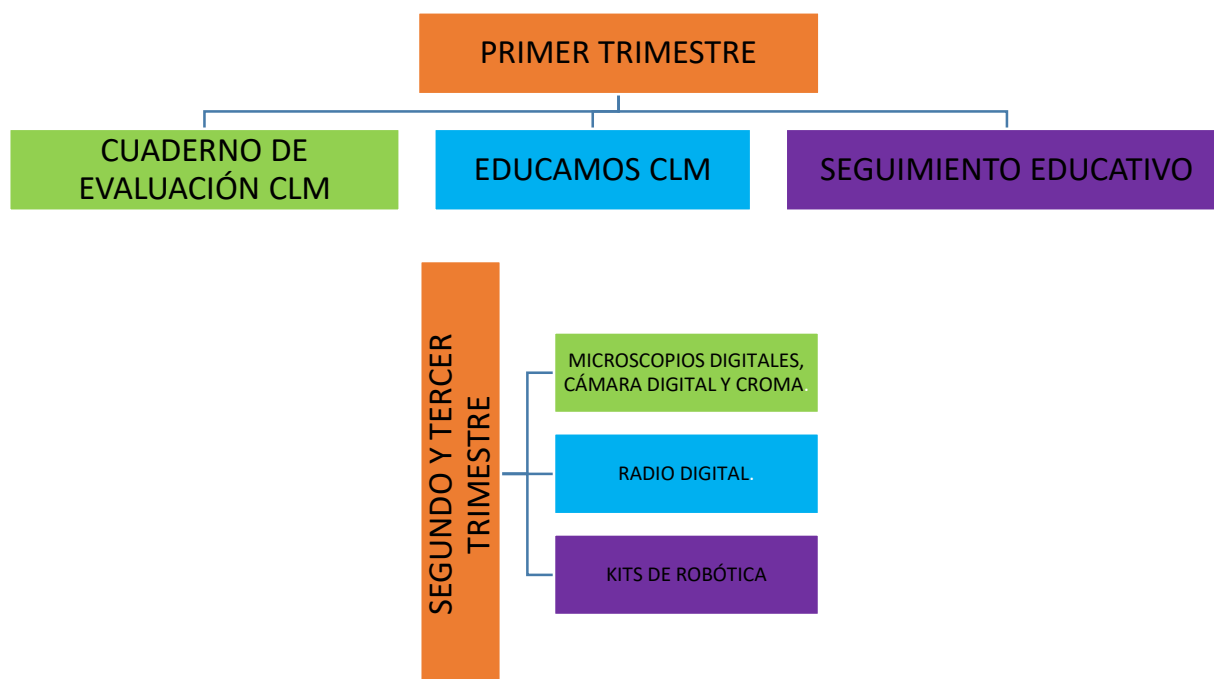 PRIMER TRIMESTRE
CUADERNO DE
EVALUACIÓN CLM
EDUCAMOS CLM
SEGUIMIENTO EDUCATIVO
SEGUNDO Y TERCER
TRIMESTRE
MICROSCOPIOS DIGITALES,
CÁMARA DIGITAL Y CROMA.
RADIO DIGITAL.
KITS DE ROBÓTICA